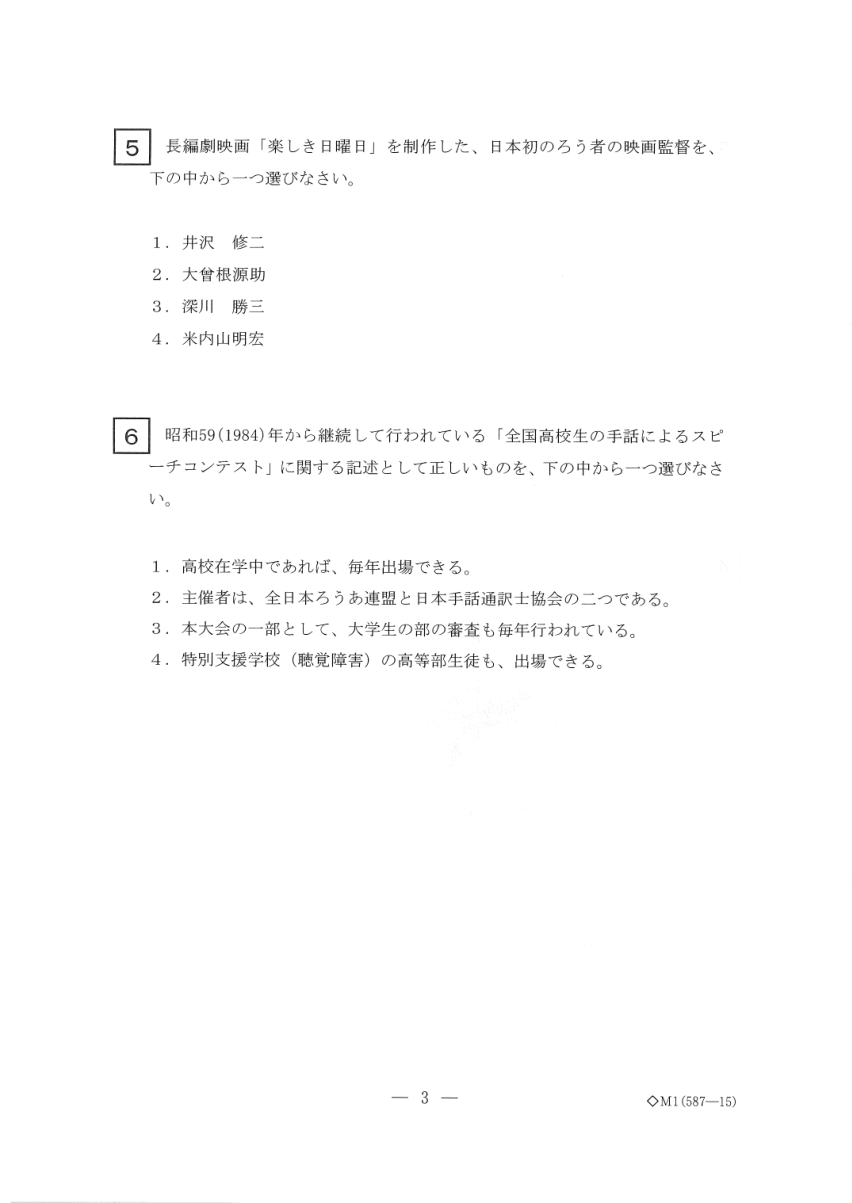 5 長編劇映画「楽しき日曜日」を制作した、日本初のろう者の映画監督を、
下の中から一つ選びなさい。
1．井沢　修二
2．大曾根源助
3．深川　勝三
4．米内山明宏
6 昭和59(1984)年から継続して行われている「全国高校生の手話によるスピ
ーチコンテスト」に関する記述として正しいものを、下の中から一つ選びなさ
い。
1．高校在学中であれば、毎年出場できる。
2．主催者は、全日本ろうあ連盟と日本手話通訳士協会の二つである。
3．本大会の一部として、大学生の部の審査も毎年行われている。
4．特別支援学校（聴覚障害）の高等部生徒も、出場できる。
— 3 —
◇M1(587—15)